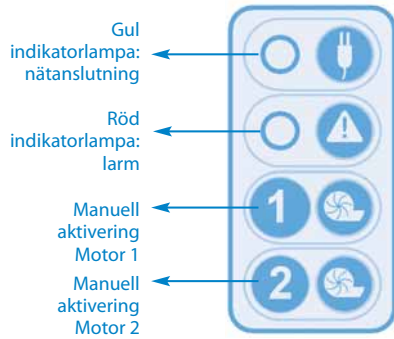 Gul
indikatorlampa:
nätanslutning
Röd
indikatorlampa:
larm
Manuell
aktivering
Motor 1
1
Manuell
aktivering
Motor 2
2